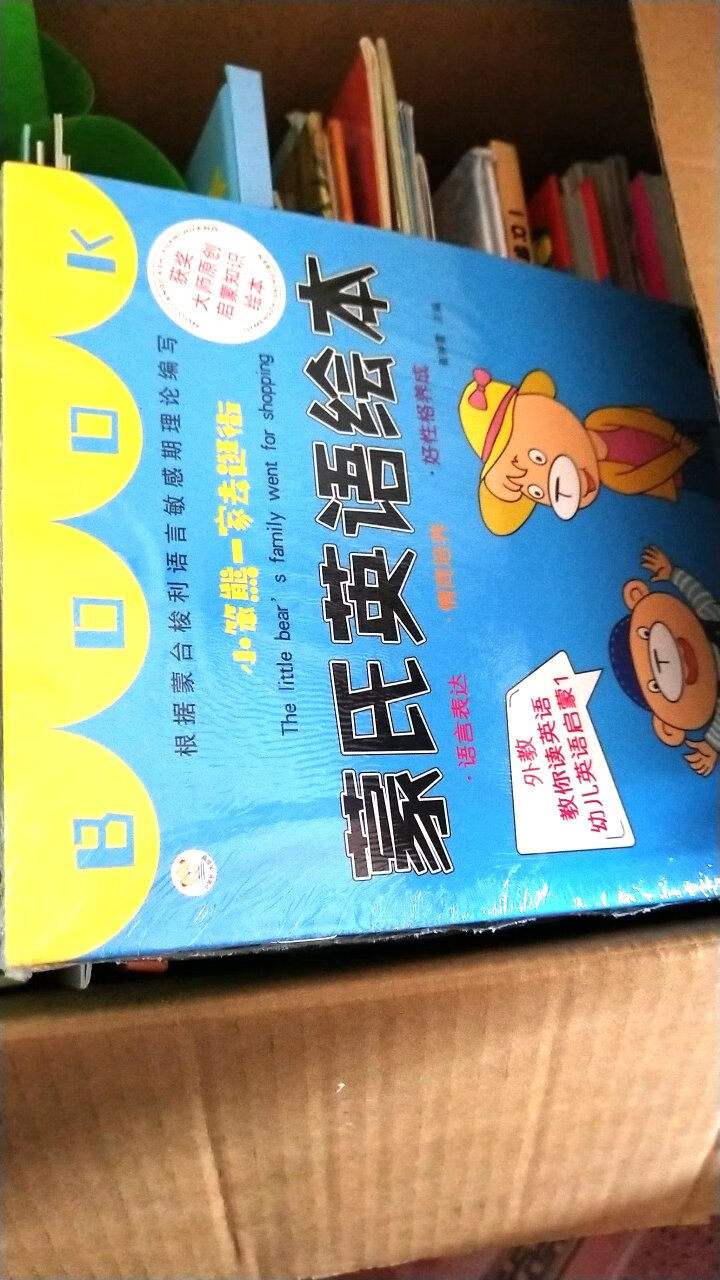 BOOK
获奖
大师原创
启蒙知识
绘本
根据蒙台梭利语言敏感期理论编写
小笨熊一家去逛街
The little bear's family went for shopping
蒙氏英语绘本
·语言表达 ·情商培养 ·好性格养成
外教
教你读英语
幼儿英语启蒙1